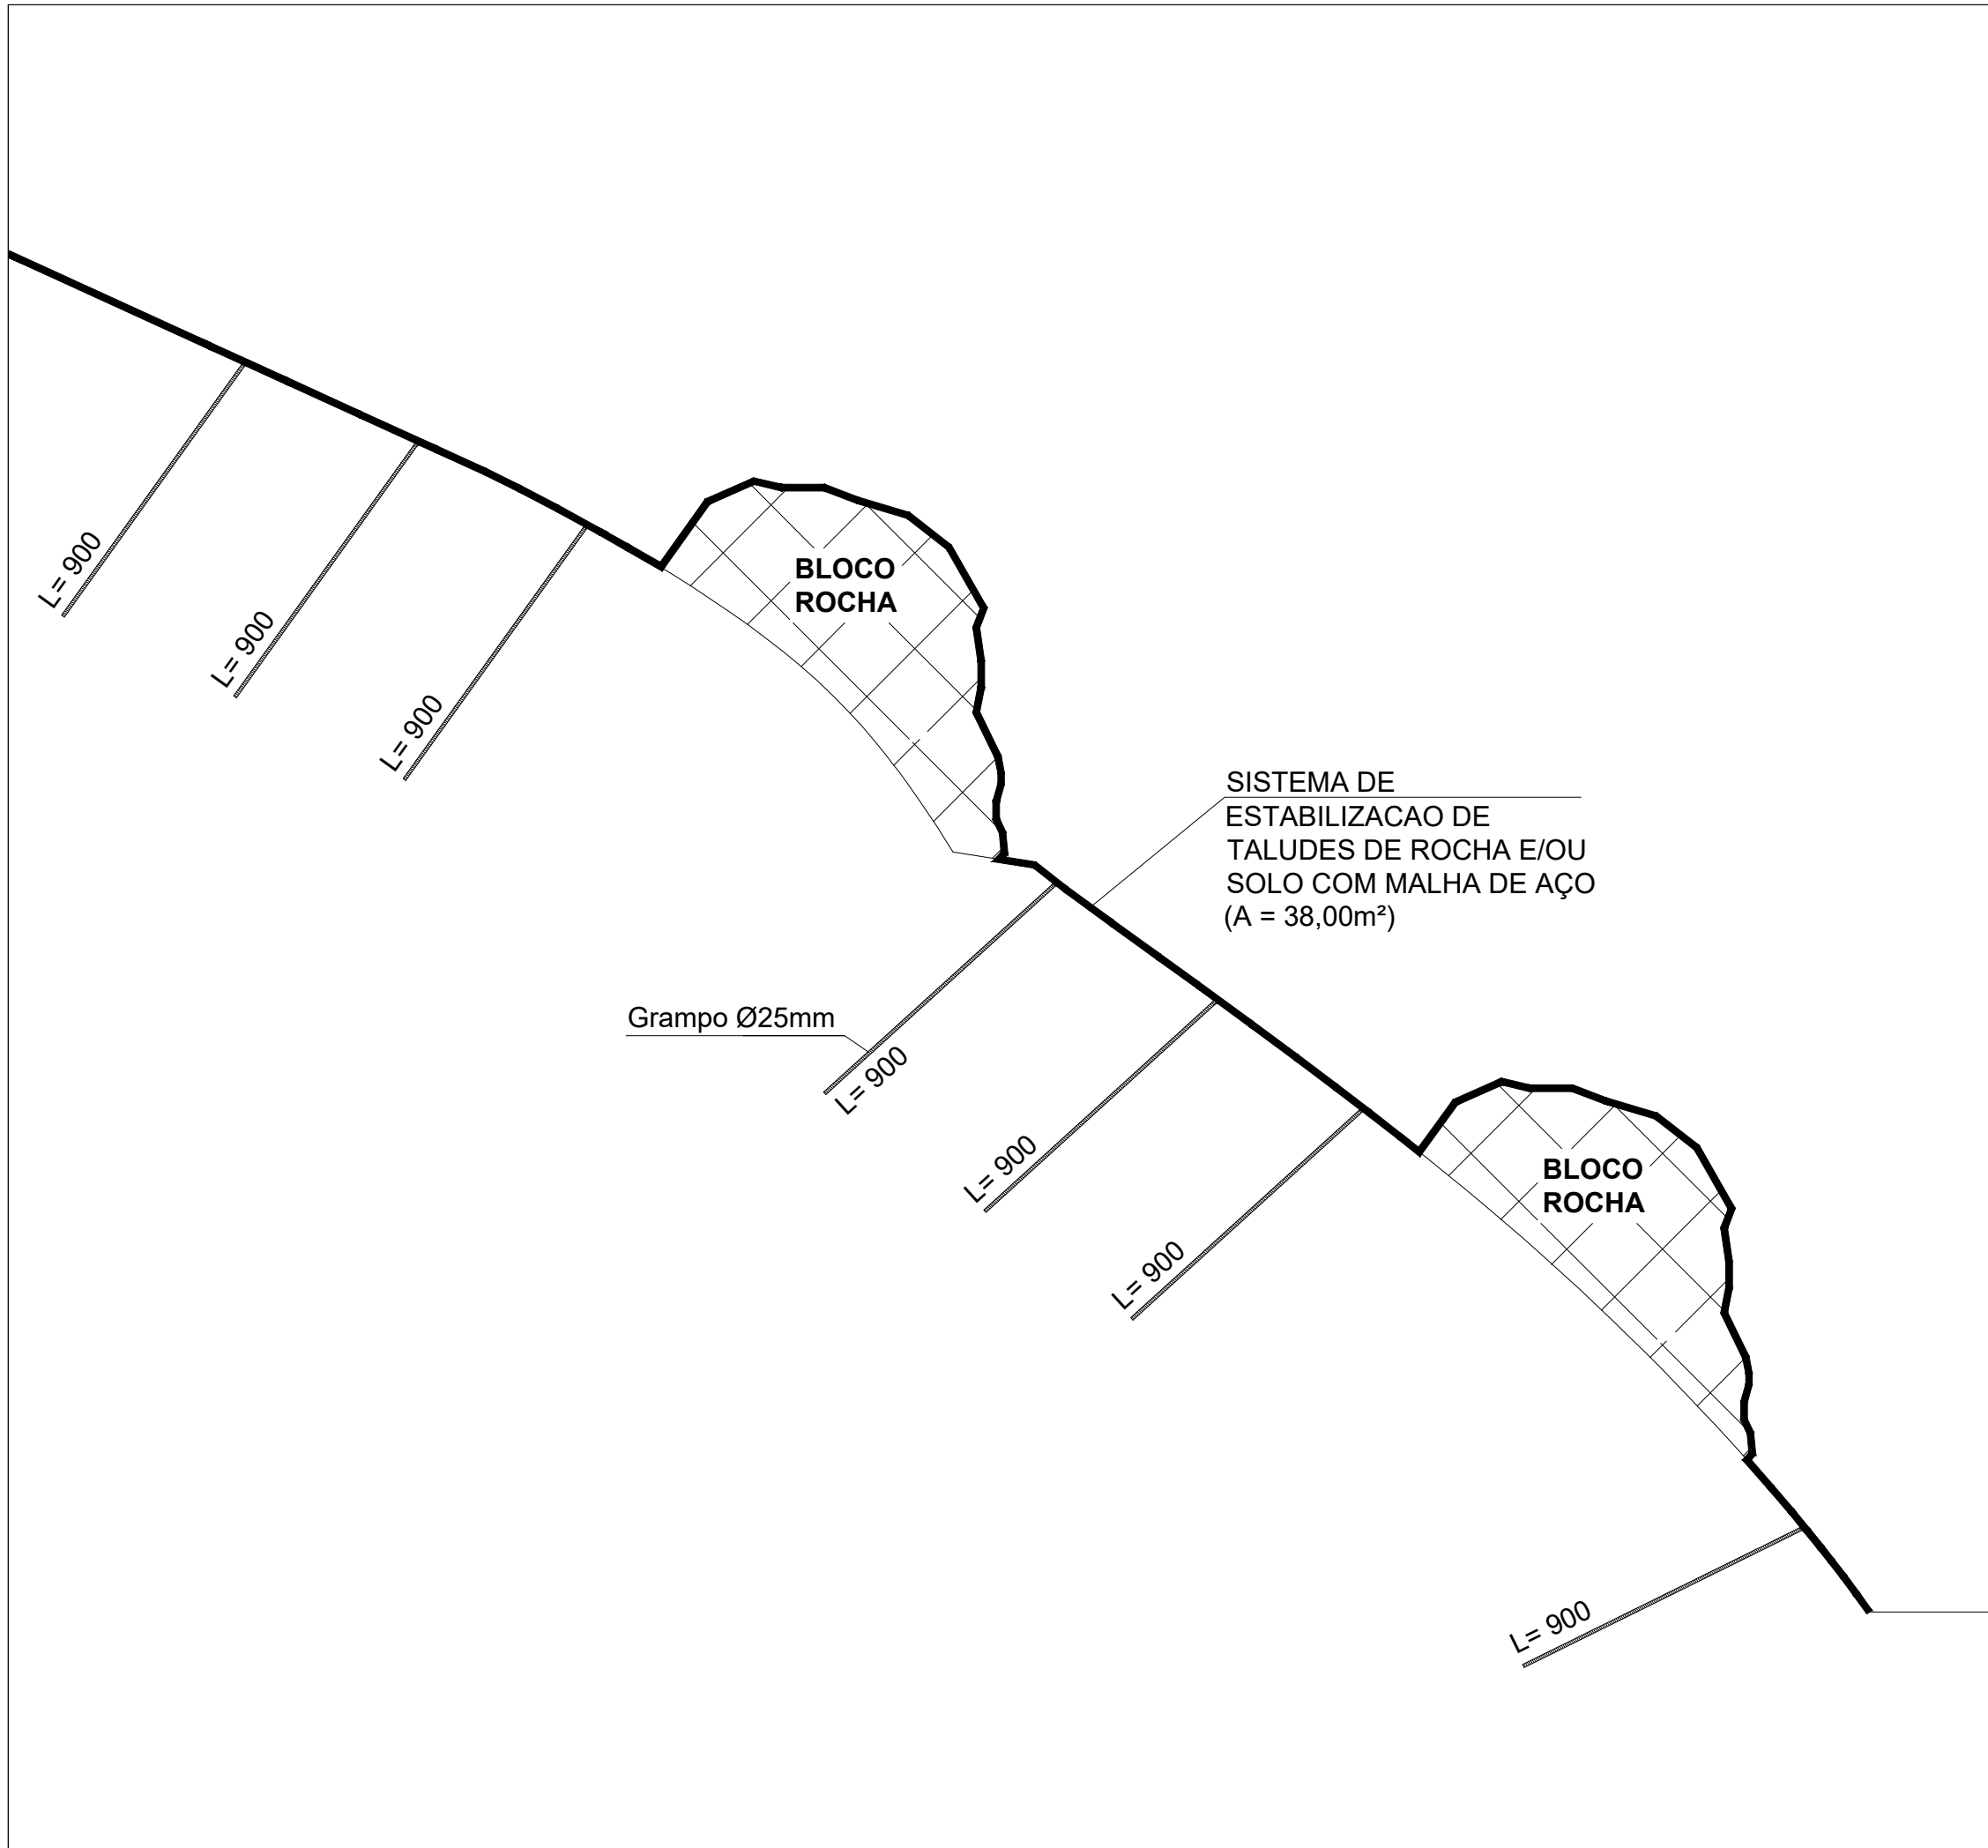 L= 900
L= 900
L= 900
BLOCO
ROCHA
SISTEMA DE
ESTABILIZACAO DE
TALUDES DE ROCHA E/OU
SOLO COM MALHA DE AÇO
(A = 38,00m²)
Grampo Ø25mm
L= 900
L= 900
L= 900
BLOCO
ROCHA
L= 900